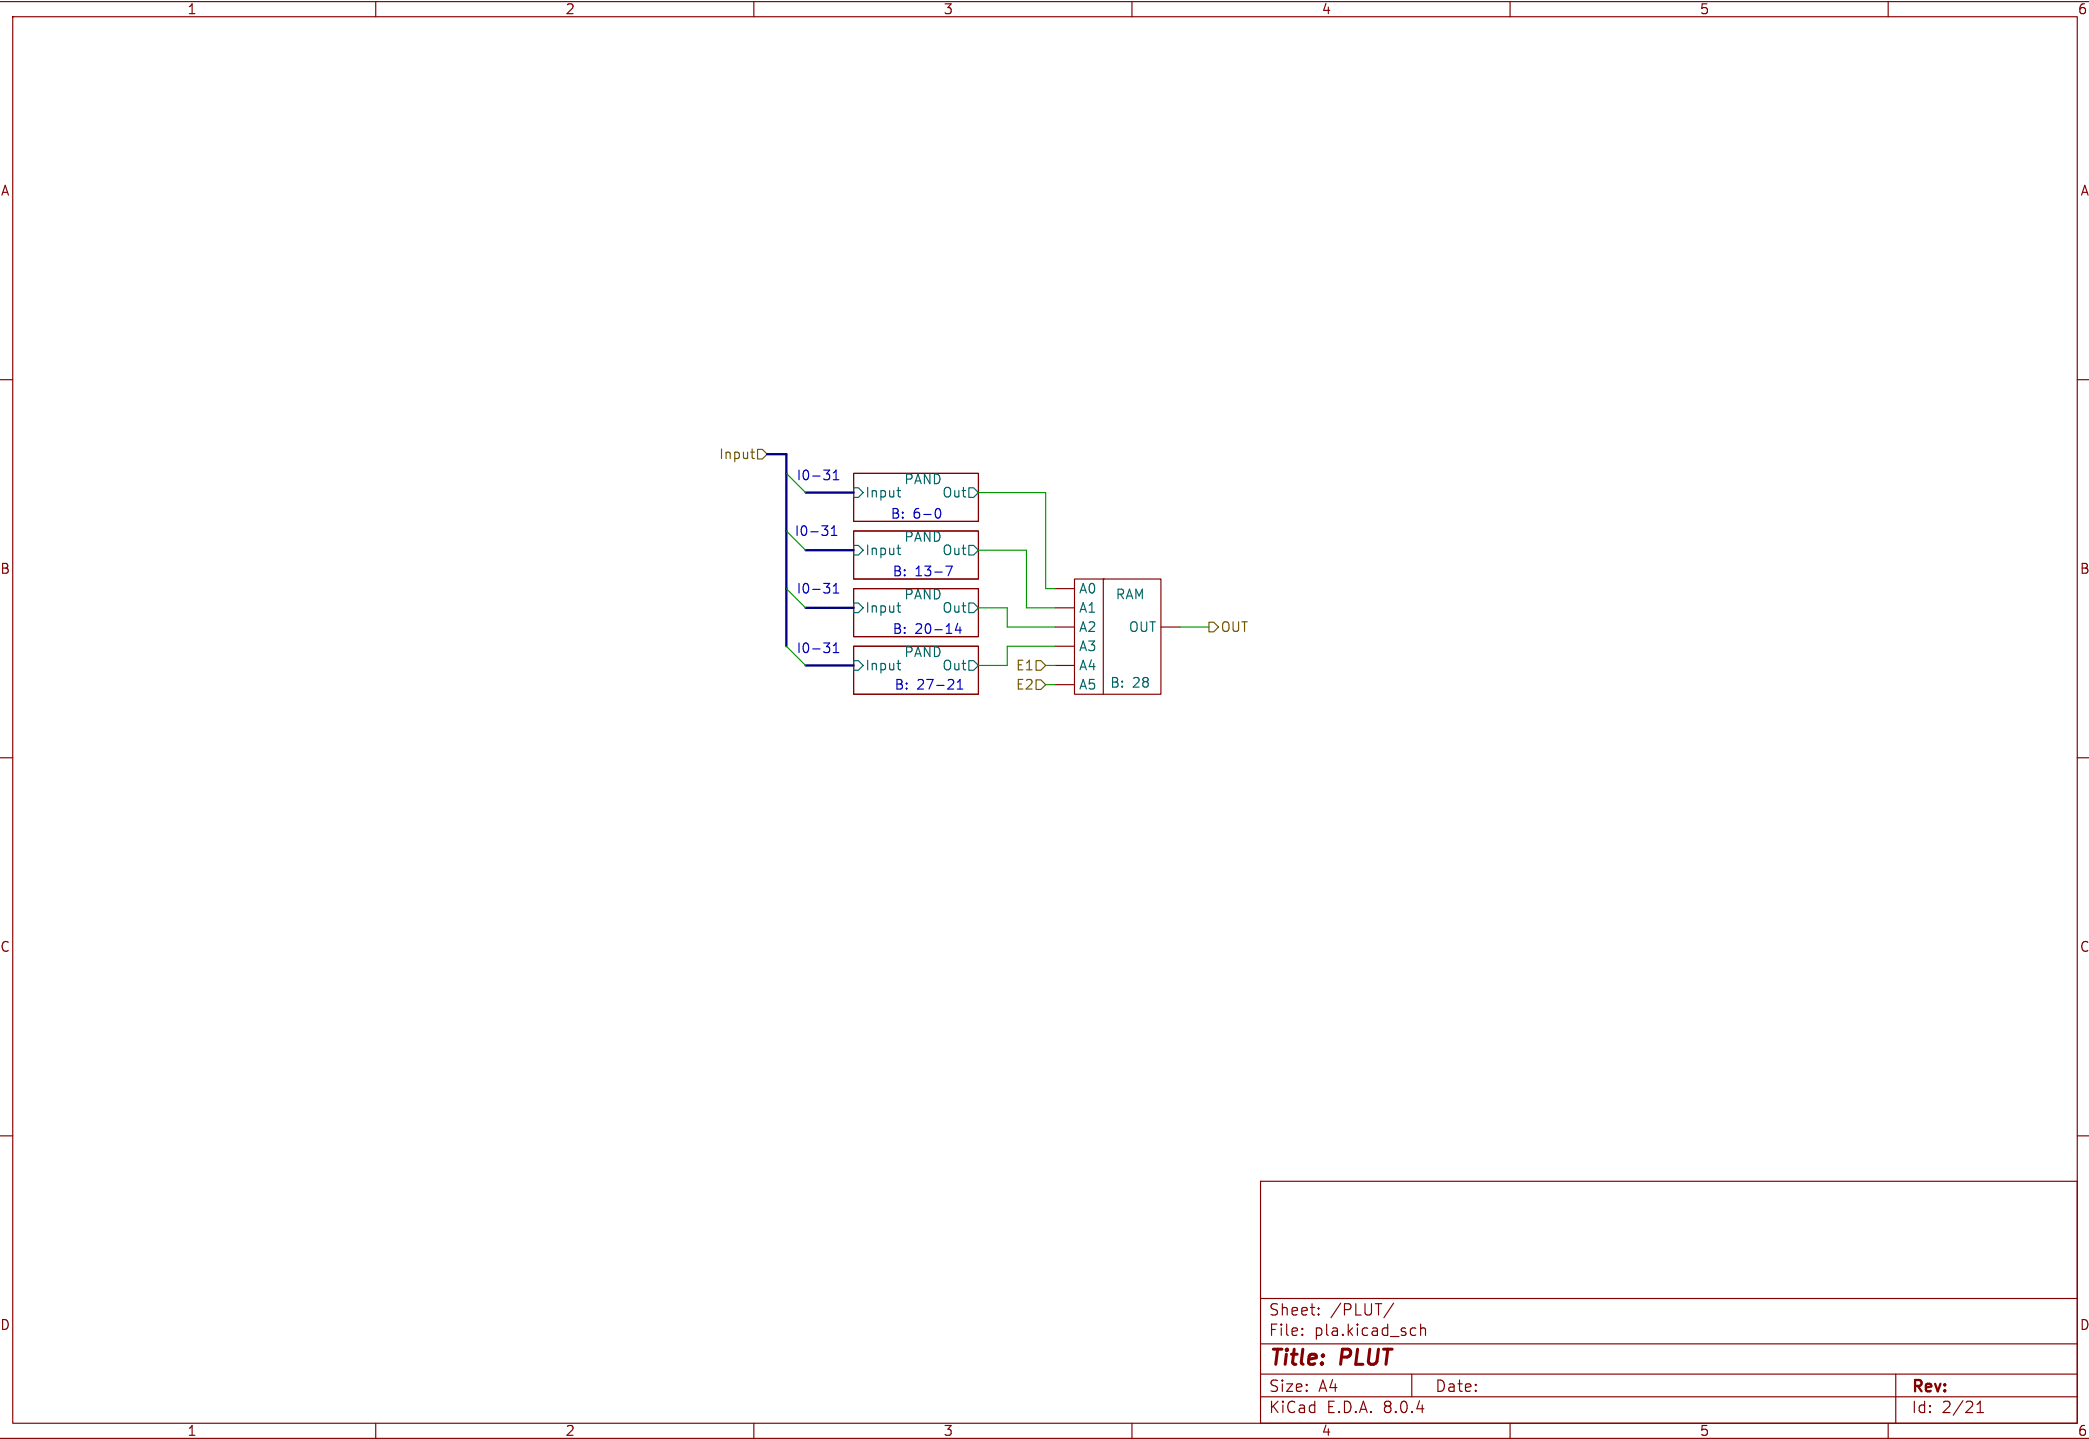 1 2 3 4 5 6
A A
Input
I0-31
PAND
Input Out
B: 6-0
I0-31
PAND
Input Out
B: 13-7
B B
I0-31
PAND
Input Out
B: 20-14
I0-31
PAND
Input Out
B: 27-21
A0 RAM
A1
A2 OUT OUT
A3
E1 A4
E2 A5 B: 28
C C
Sheet: /PLUT/
D D
File: pla.kicad_sch
Title: PLUT
Size: A4 Date: Rev:
KiCad E.D.A. 8.0.4 Id: 2/21
1 2 3 4 5 6